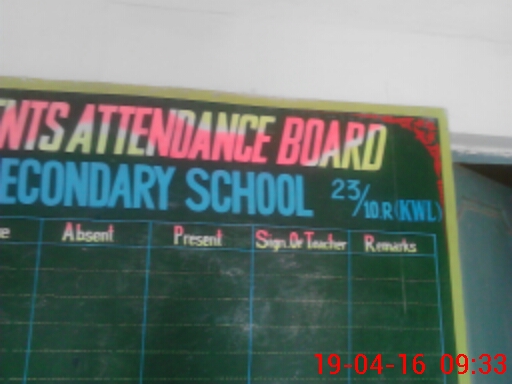 NTS ATTENDANCE BOARD
ECONDARY SCHOOL 23/10.R (KWL)
e Absent Present Sign. Of Teacher Remarks
19-04-16 09:33